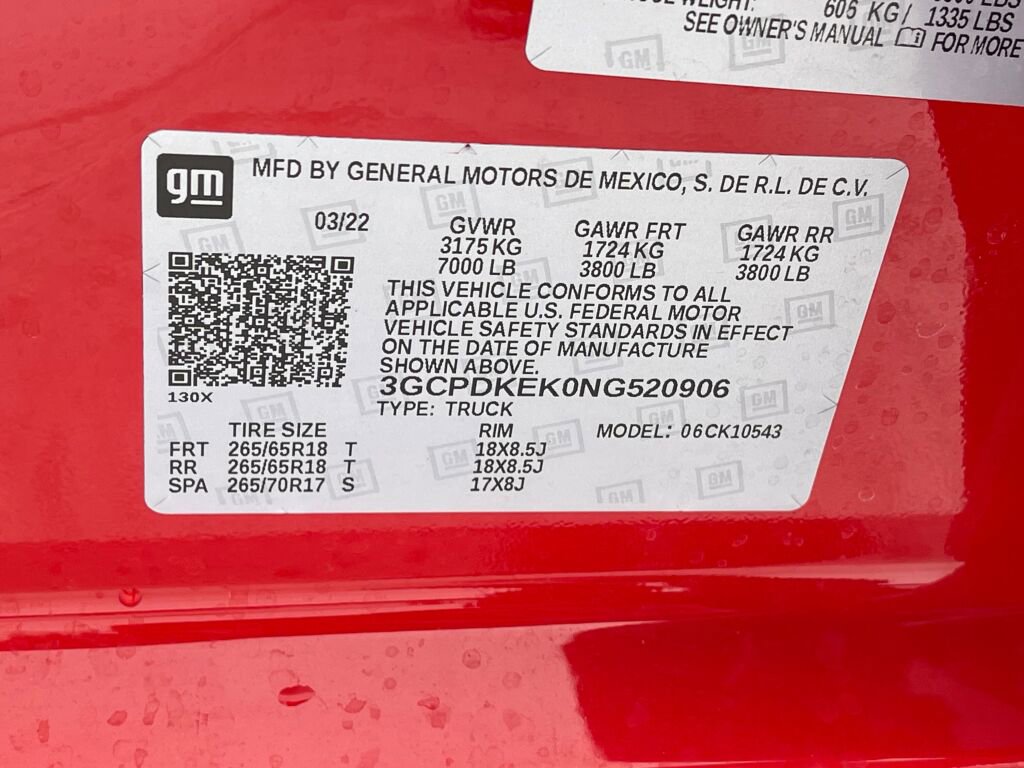 606 KG/ 1335 LBS
SEE OWNER'S MANUAL FOR MORE
gm
MFD BY GENERAL MOTORS DE MEXICO, S. DE R.L. DE C.V.
03/22 GVWR GAWR FRT GAWR RR
3175 KG 1724 KG 1724 KG
7000 LB 3800 LB 3800 LB
THIS VEHICLE CONFORMS TO ALL
APPLICABLE U.S. FEDERAL MOTOR
VEHICLE SAFETY STANDARDS IN EFFECT
ON THE DATE OF MANUFACTURE
SHOWN ABOVE.
130X
3GCPDKEK0NG520906
TYPE: TRUCK
TIRE SIZE RIM MODEL: 06CK10543
FRT 265/65R18 T 18X8.5J
RR 265/65R18 T 18X8.5J
SPA 265/70R17 S 17X8J